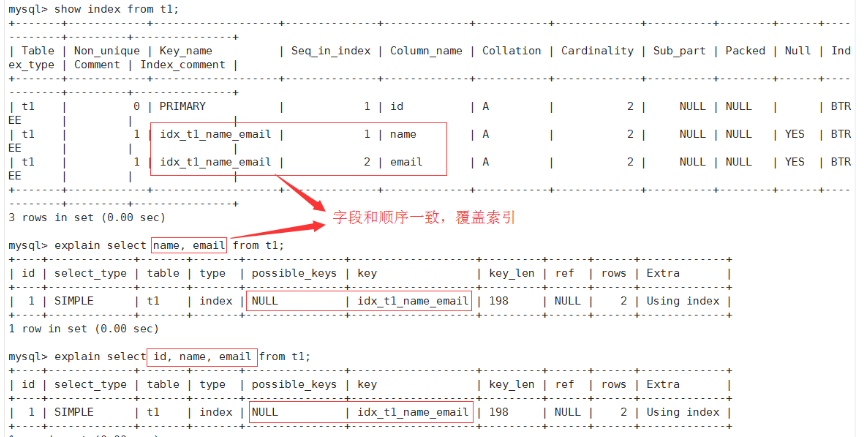 mysql> show index from t1;
+-------+------------+-------------------+--------------+-------------+-----------+-------------+----------+--------+------+----
--------+---------+---------------+
| Table | Non_unique | Key_name          | Seq_in_index | Column_name | Collation | Cardinality | Sub_part | Packed | Null | Ind
ex_type | Comment | Index_comment |
+-------+------------+-------------------+--------------+-------------+-----------+-------------+----------+--------+------+----
--------+---------+---------------+
| t1    |          0 | PRIMARY           |            1 | id          | A         |           2 |     NULL | NULL   |      | BTR
EE      |         |               |
| t1    |          1 | idx_t1_name_email |            1 | name        | A         |           2 |     NULL | NULL   | YES  | BTR
EE      |         |               |
| t1    |          1 | idx_t1_name_email |            2 | email       | A         |           2 |     NULL | NULL   | YES  | BTR
EE      |         |               |
+-------+------------+-------------------+--------------+-------------+-----------+-------------+----------+--------+------+----
--------+---------+---------------+
3 rows in set (0.00 sec)
字段和顺序一致，覆盖索引
mysql> explain select name, email from t1;
+----+-------------+-------+-------+---------------+-------------------+---------+------+------+-------------+
| id | select_type | table | type  | possible_keys | key               | key_len | ref  | rows | Extra       |
+----+-------------+-------+-------+---------------+-------------------+---------+------+------+-------------+
|  1 | SIMPLE      | t1    | index | NULL          | idx_t1_name_email | 198     | NULL |    2 | Using index |
+----+-------------+-------+-------+---------------+-------------------+---------+------+------+-------------+
1 row in set (0.00 sec)
mysql> explain select id, name, email from t1;
+----+-------------+-------+-------+---------------+-------------------+---------+------+------+-------------+
| id | select_type | table | type  | possible_keys | key               | key_len | ref  | rows | Extra       |
+----+-------------+-------+-------+---------------+-------------------+---------+------+------+-------------+
|  1 | SIMPLE      | t1    | index | NULL          | idx_t1_name_email | 198     | NULL |    2 | Using index |
+----+-------------+-------+-------+---------------+-------------------+---------+------+------+-------------+